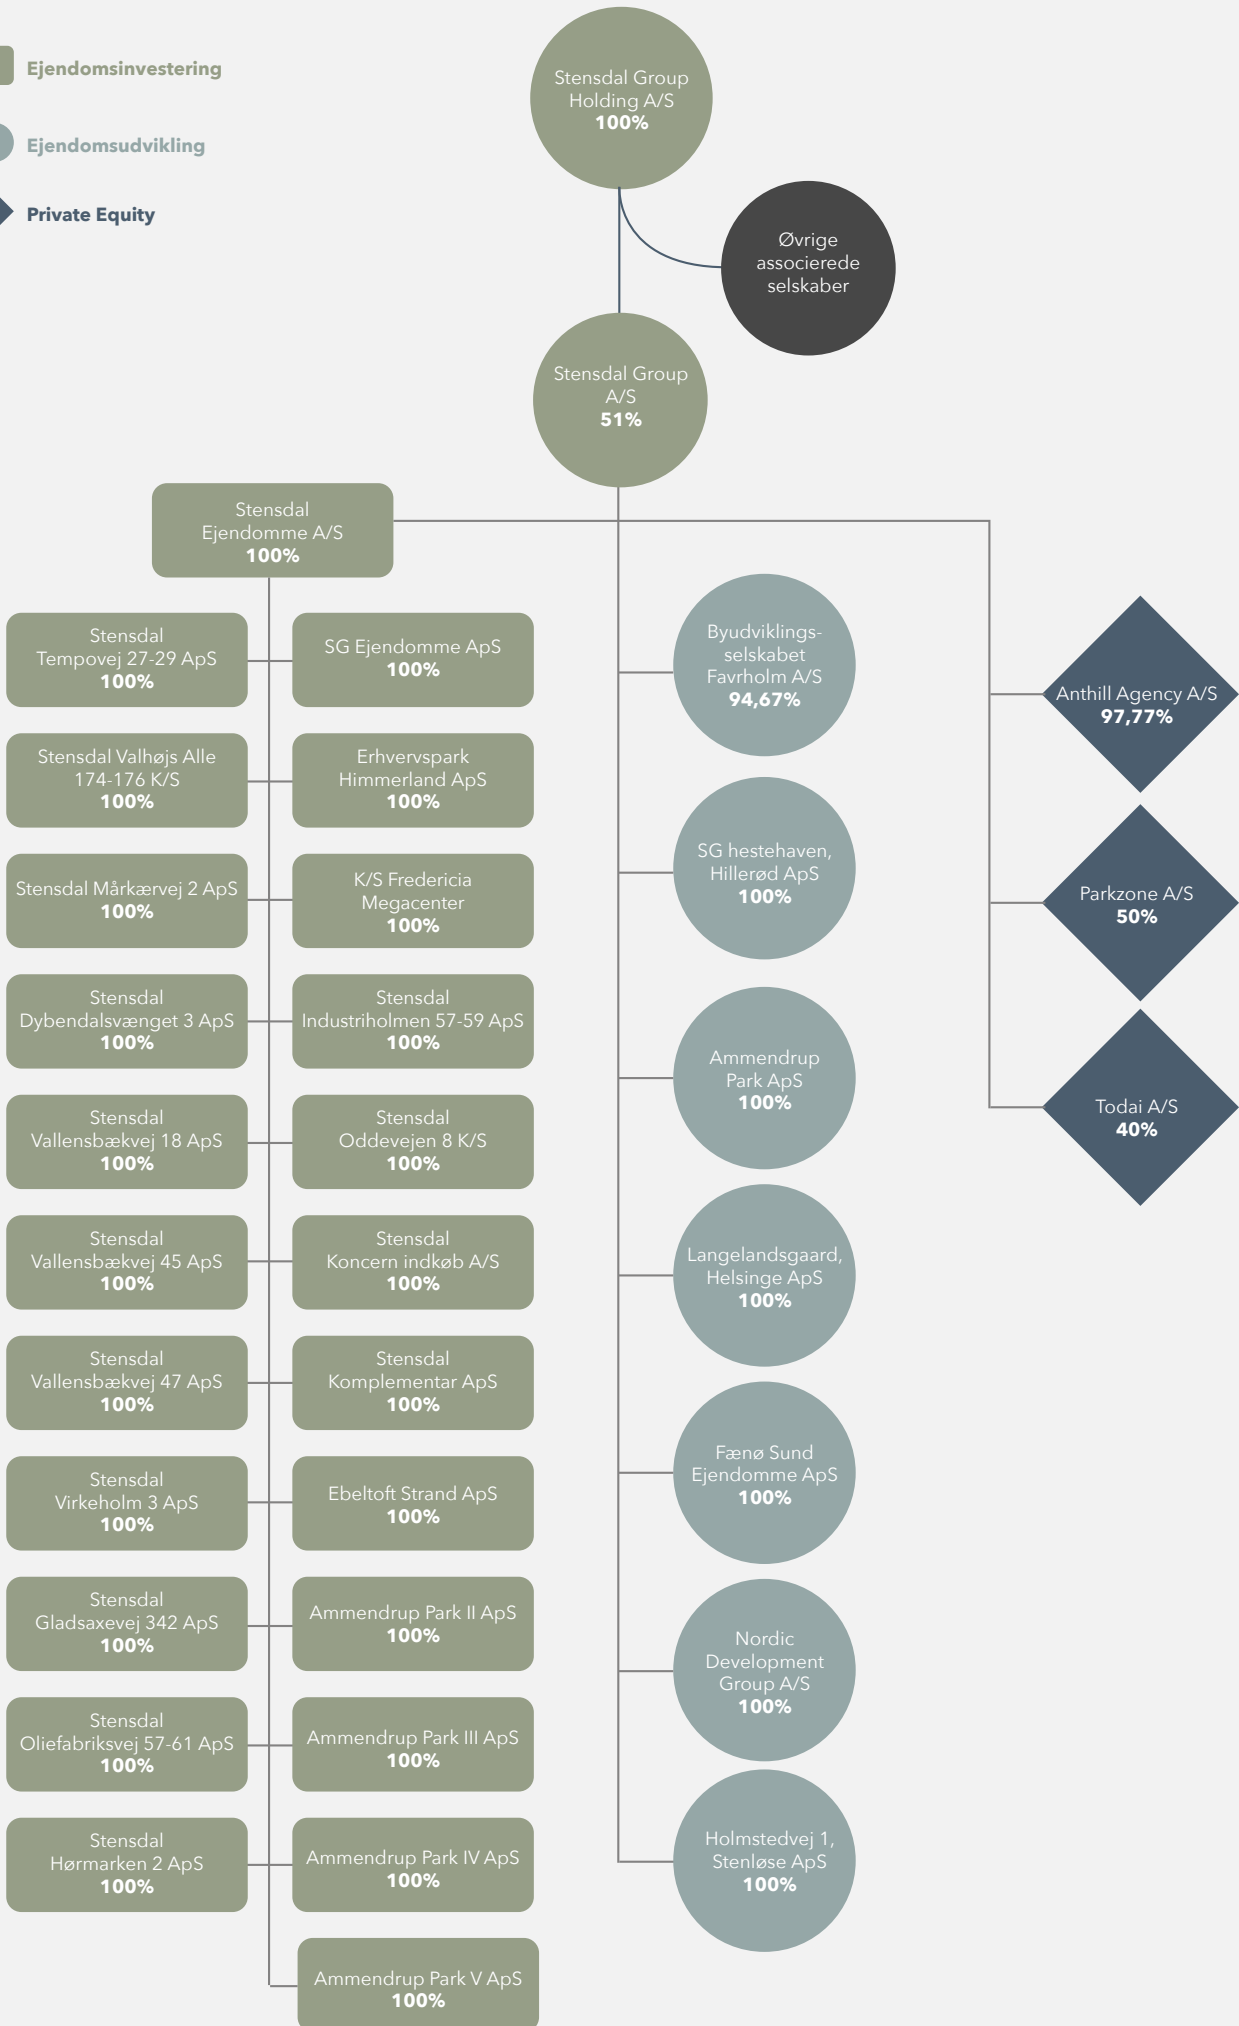 Ejendomsinvestering
Ejendomsudvikling
Private Equity
Stensdal Group
Holding A/S
100%
Øvrige
associerede
selskaber
Stensdal Group
A/S
51%
Stensdal
Ejendomme A/S
100%
Stensdal
Tempovej 27-29 ApS
100%
Stensdal Valhøjs Alle
174-176 K/S
100%
Stensdal Mårkærvej 2 ApS
100%
Stensdal
Dybendalsvænget 3 ApS
100%
Stensdal
Vallensbækvej 18 ApS
100%
Stensdal
Vallensbækvej 45 ApS
100%
Stensdal
Vallensbækvej 47 ApS
100%
Stensdal
Virkeholm 3 ApS
100%
Stensdal
Gladsaxevej 342 ApS
100%
Stensdal
Oliefabriksvej 57-61 ApS
100%
Stensdal
Hørmarken 2 ApS
100%
SG Ejendomme ApS
100%
Erhvervspark
Himmerland ApS
100%
K/S Fredericia
Megacenter
100%
Stensdal
Industriholmen 57-59 ApS
100%
Stensdal
Oddevejen 8 K/S
100%
Stensdal
Koncern indkøb A/S
100%
Stensdal
Komplementar ApS
100%
Ebeltoft Strand ApS
100%
Ammendrup Park II ApS
100%
Ammendrup Park III ApS
100%
Ammendrup Park IV ApS
100%
Ammendrup Park V ApS
100%
Byudviklings-
selskabet
Favrholm A/S
94,67%
SG hestehaven,
Hillerød ApS
100%
Ammendrup
Park ApS
100%
Langelandsgaard,
Helsinge ApS
100%
Fænø Sund
Ejendomme ApS
100%
Nordic
Development
Group A/S
100%
Holmstedvej 1,
Stenløse ApS
100%
Anthill Agency A/S
97,77%
Parkzone A/S
50%
Todai A/S
40%